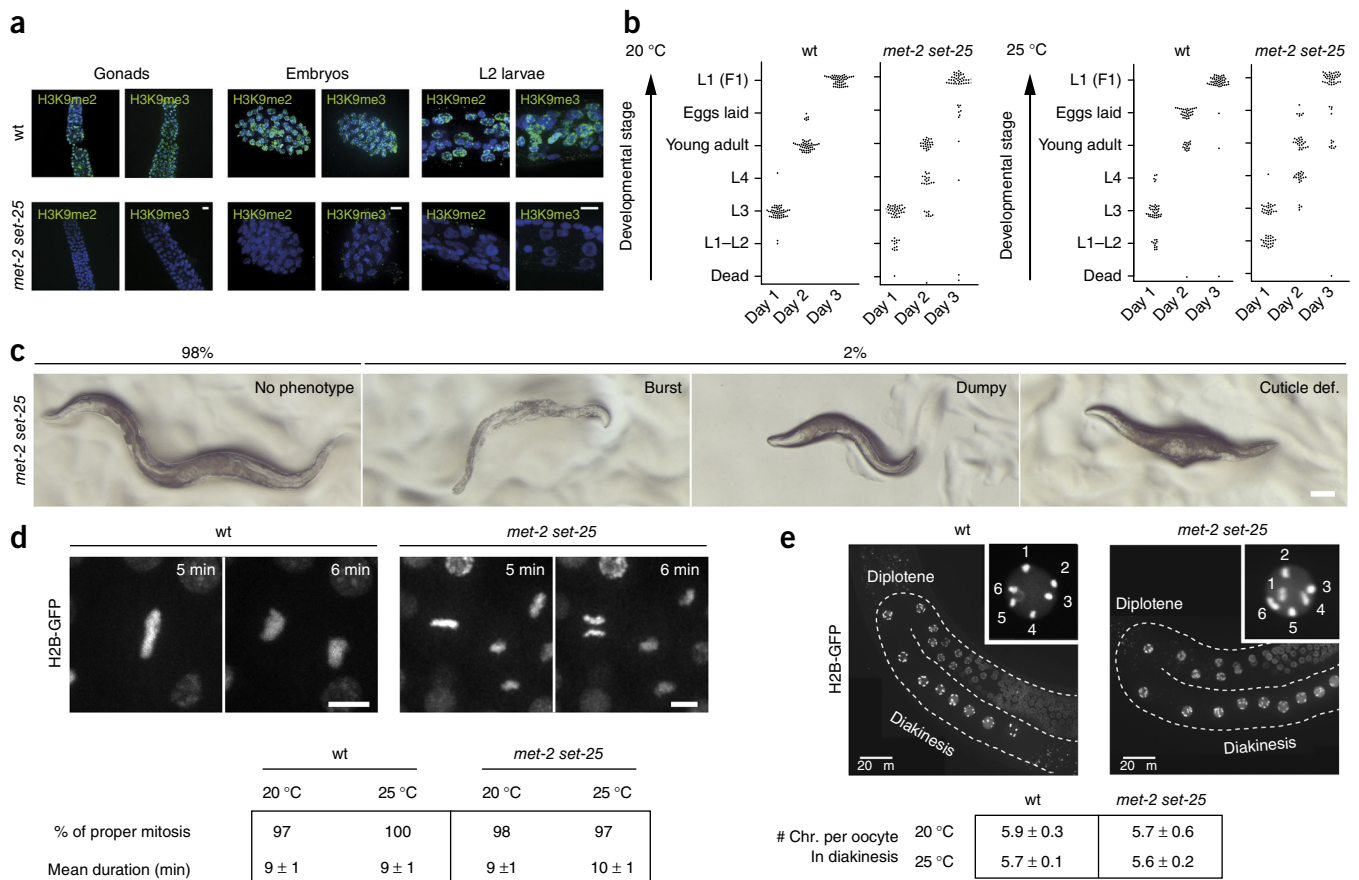 a
Gonads
Embryos
L2 larvae
wt
H3K9me2
H3K9me3
H3K9me2
H3K9me3
H3K9me2
H3K9me3
met-2 set-25
H3K9me2
H3K9me3
H3K9me2
H3K9me3
H3K9me2
H3K9me3
b
20 °C
wt
met-2 set-25
Developmental stage
L1 (F1)
Eggs laid
Young adult
L4
L3
L1–L2
Dead
Day 1
Day 2
Day 3
Day 1
Day 2
Day 3
25 °C
wt
met-2 set-25
Developmental stage
L1 (F1)
Eggs laid
Young adult
L4
L3
L1–L2
Dead
Day 1
Day 2
Day 3
Day 1
Day 2
Day 3
c
98%
2%
met-2 set-25
No phenotype
Burst
Dumpy
Cuticle def.
d
wt
met-2 set-25
H2B-GFP
5 min
6 min
5 min
6 min
wt
met-2 set-25
20 °C 25 °C 20 °C 25 °C
% of proper mitosis 97 100 98 97
Mean duration (min) 9 ± 1 9 ± 1 9 ±1 10 ± 1
e
wt
met-2 set-25
H2B-GFP
Diplotene
1
2
3
4
5
6
Diakinesis
20 m
Diplotene
2
1
3
4
5
6
Diakinesis
20 m
wt
met-2 set-25
# Chr. per oocyte
In diakinesis
20 °C 5.9 ± 0.3 5.7 ± 0.6
25 °C 5.7 ± 0.1 5.6 ± 0.2